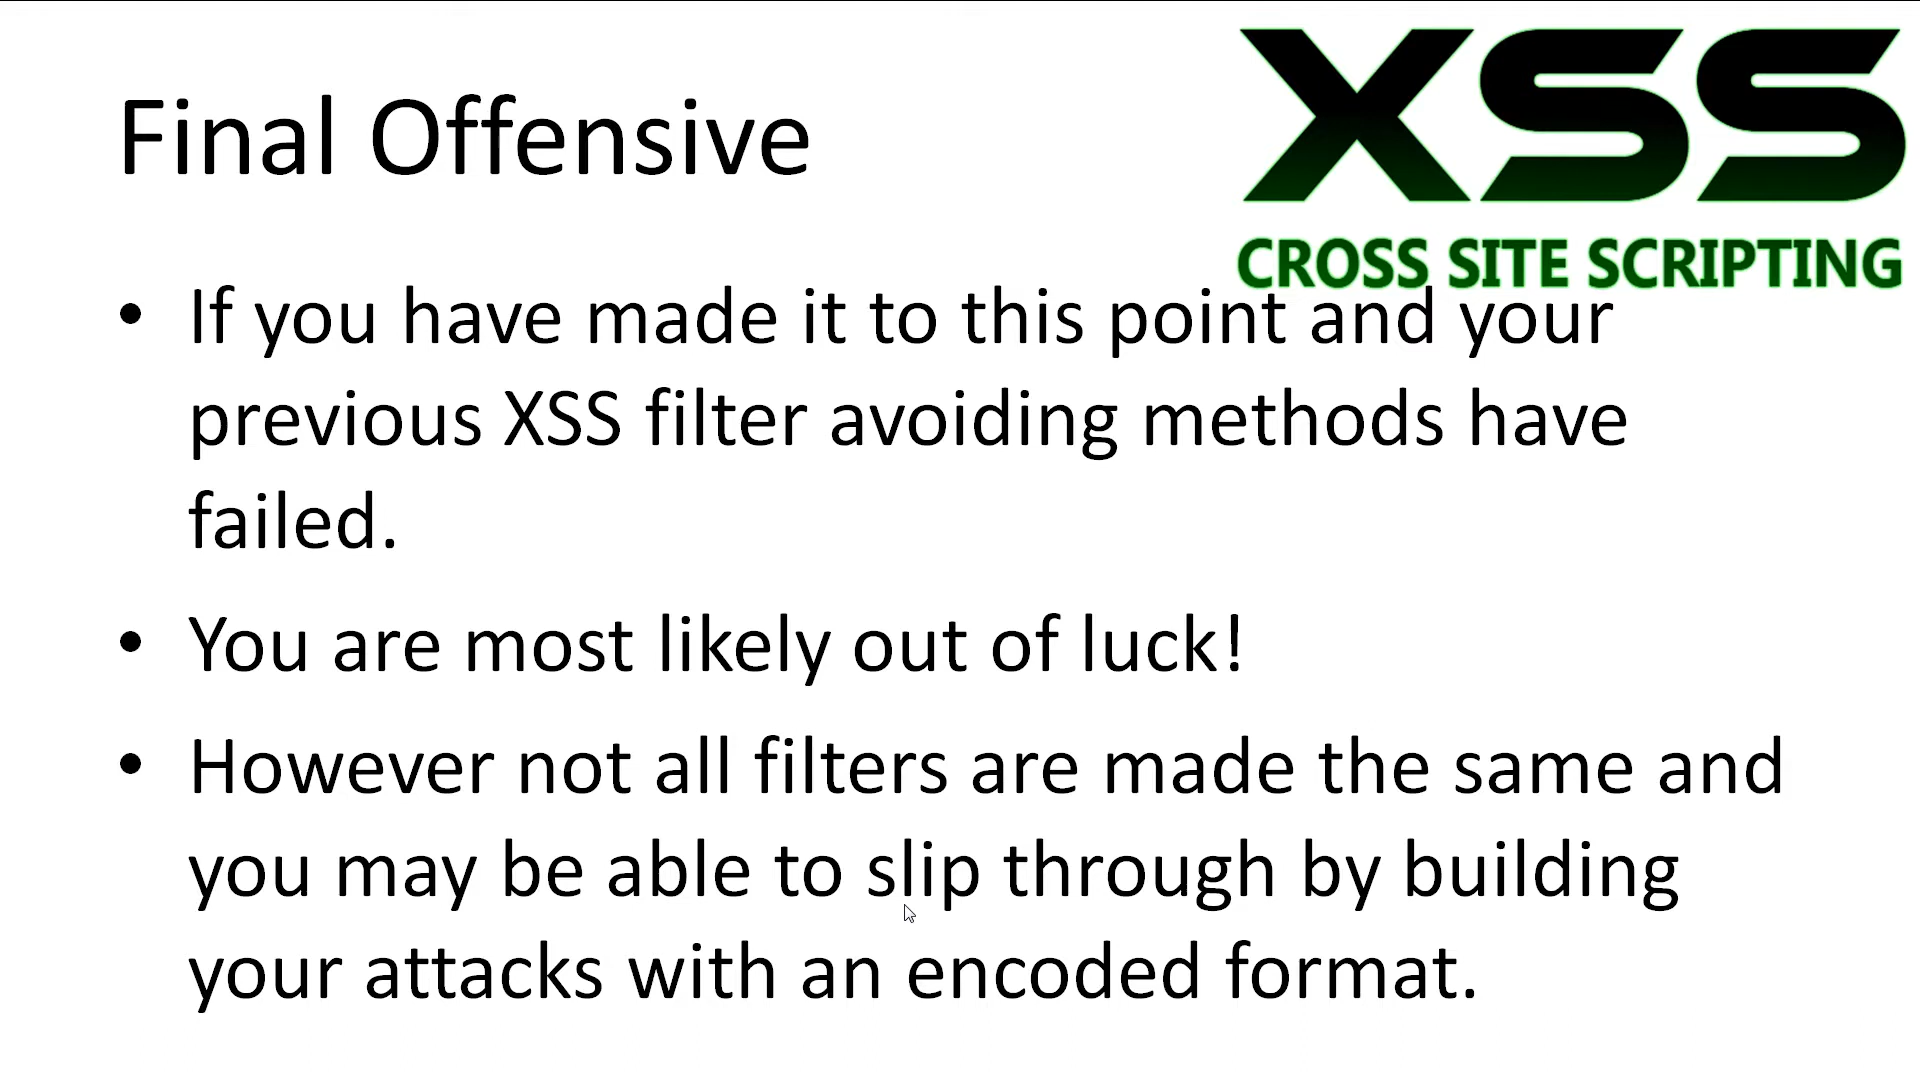 XSS
CROSS SITE SCRIPTING
Final Offensive
• If you have made it to this point and your
previous XSS filter avoiding methods have
failed.
• You are most likely out of luck!
• However not all filters are made the same and
you may be able to slip through by building
your attacks with an encoded format.